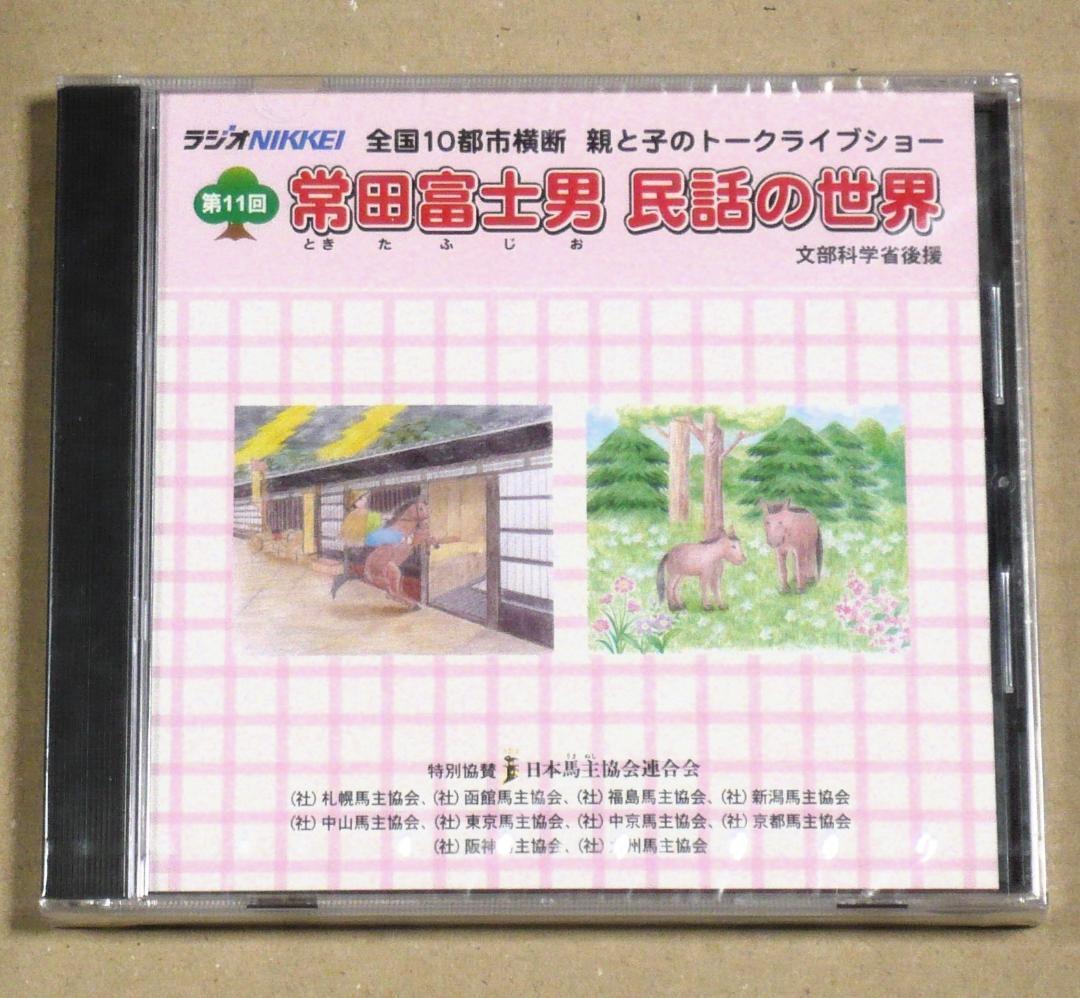 ラジオNIKKEI 全国10都市横断 親と子のトークライブショー
第11回 常田富士男 民話の世界
ときたふじお
文部科学省後援
うま ぬし
特別協賛 日本馬主協会連合会
(社)札幌馬主協会、(社)函館馬主協会、(社)福島馬主協会、(社)新潟馬主協会
(社)中山馬主協会、(社)東京馬主協会、(社)中京馬主協会、(社)京都馬主協会
(社)阪神 主協会、(社) 州馬主協会